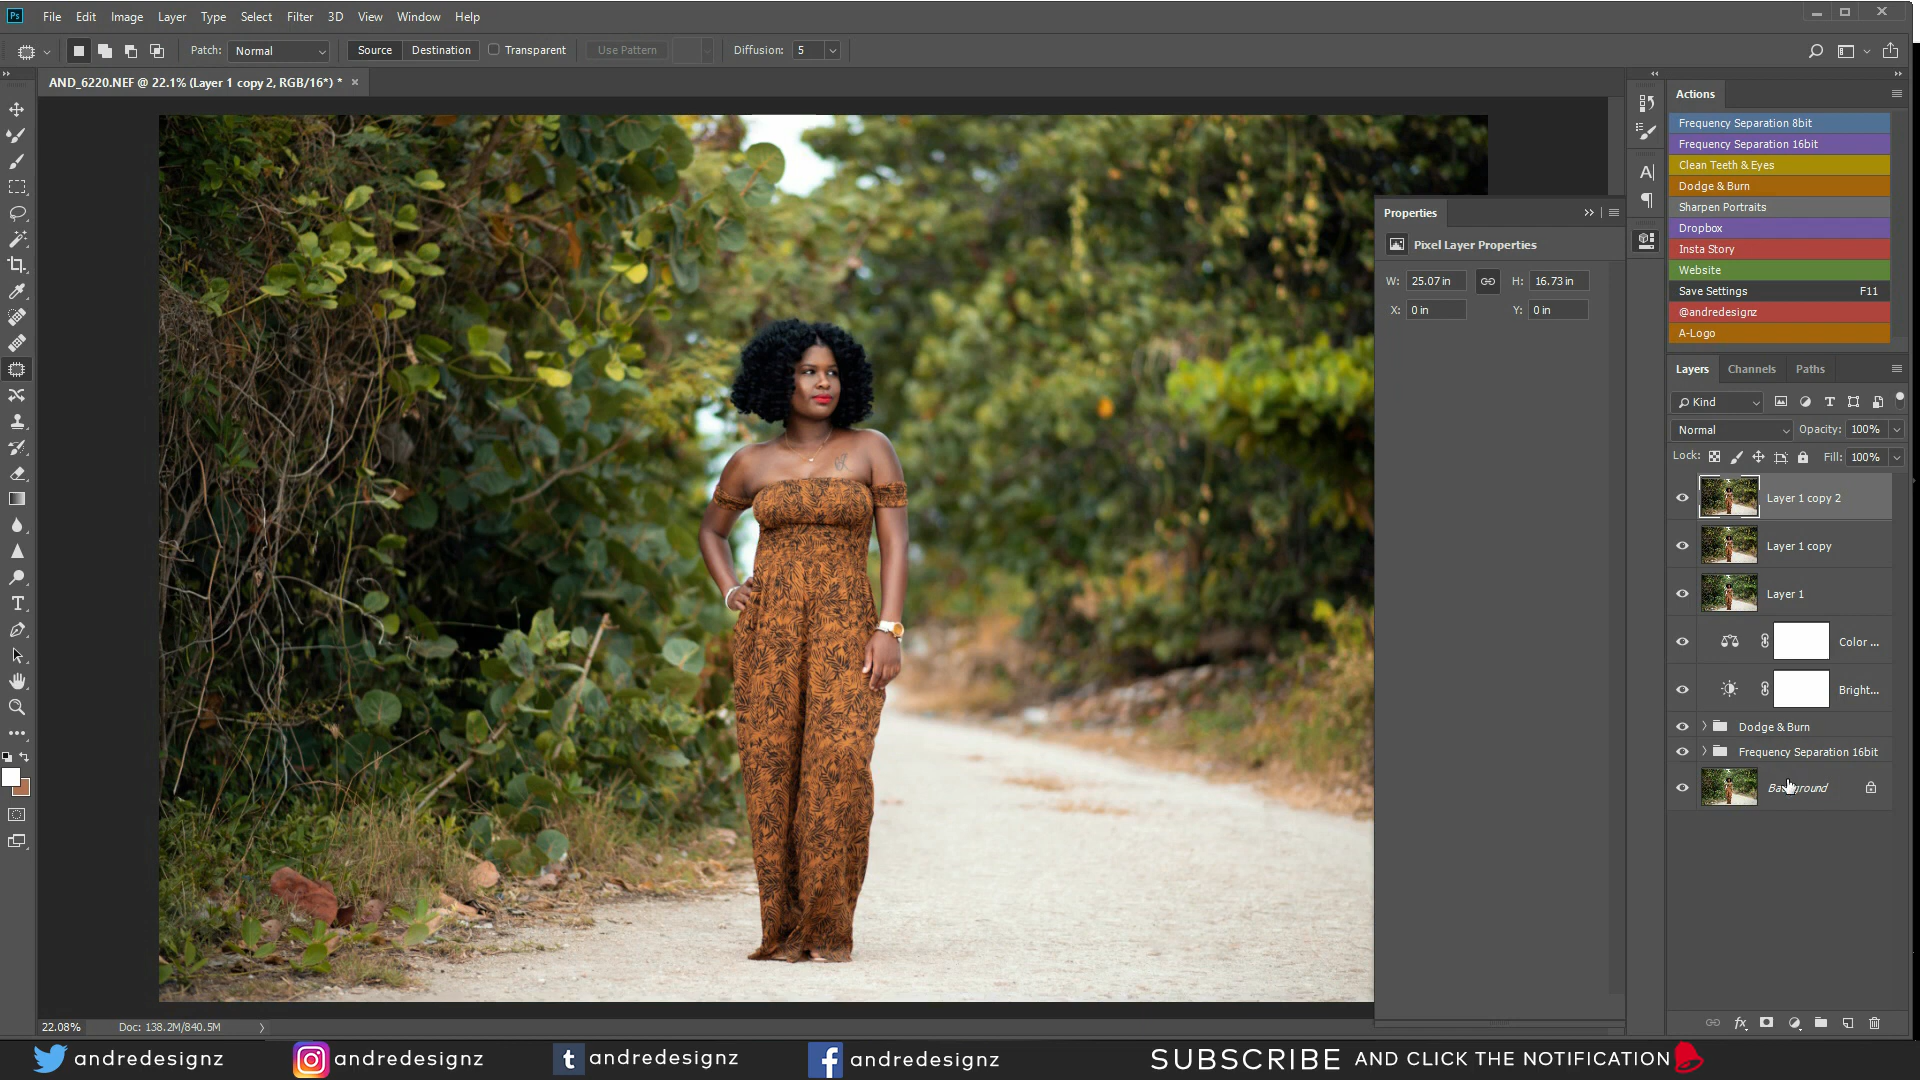 Ps File Edit Image Layer Type Select Filter 3D View Window Help
Patch: Normal Source Destination Transparent Use Pattern Diffusion: 5
AND_6220.NEF @ 22.1% (Layer 1 copy 2, RGB/16*) * ×
Actions
Frequency Separation 8bit
Frequency Separation 16bit
Clean Teeth & Eyes
Dodge & Burn
Sharpen Portraits
Dropbox
Insta Story
Website
Save Settings F11
@andredesignz
A-Logo
Properties
Pixel Layer Properties
W: 25.07 in H: 16.73 in
X: 0 in Y: 0 in
Layers Channels Paths
Kind
Normal Opacity: 100%
Lock: Fill: 100%
Layer 1 copy 2
Layer 1 copy
Layer 1
Color ...
Bright...
Dodge & Burn
Frequency Separation 16bit
Background
22.08% Doc: 138.2M/840.5M
andredesignz andredesignz andredesignz andredesignz SUBSCRIBE AND CLICK THE NOTIFICATION